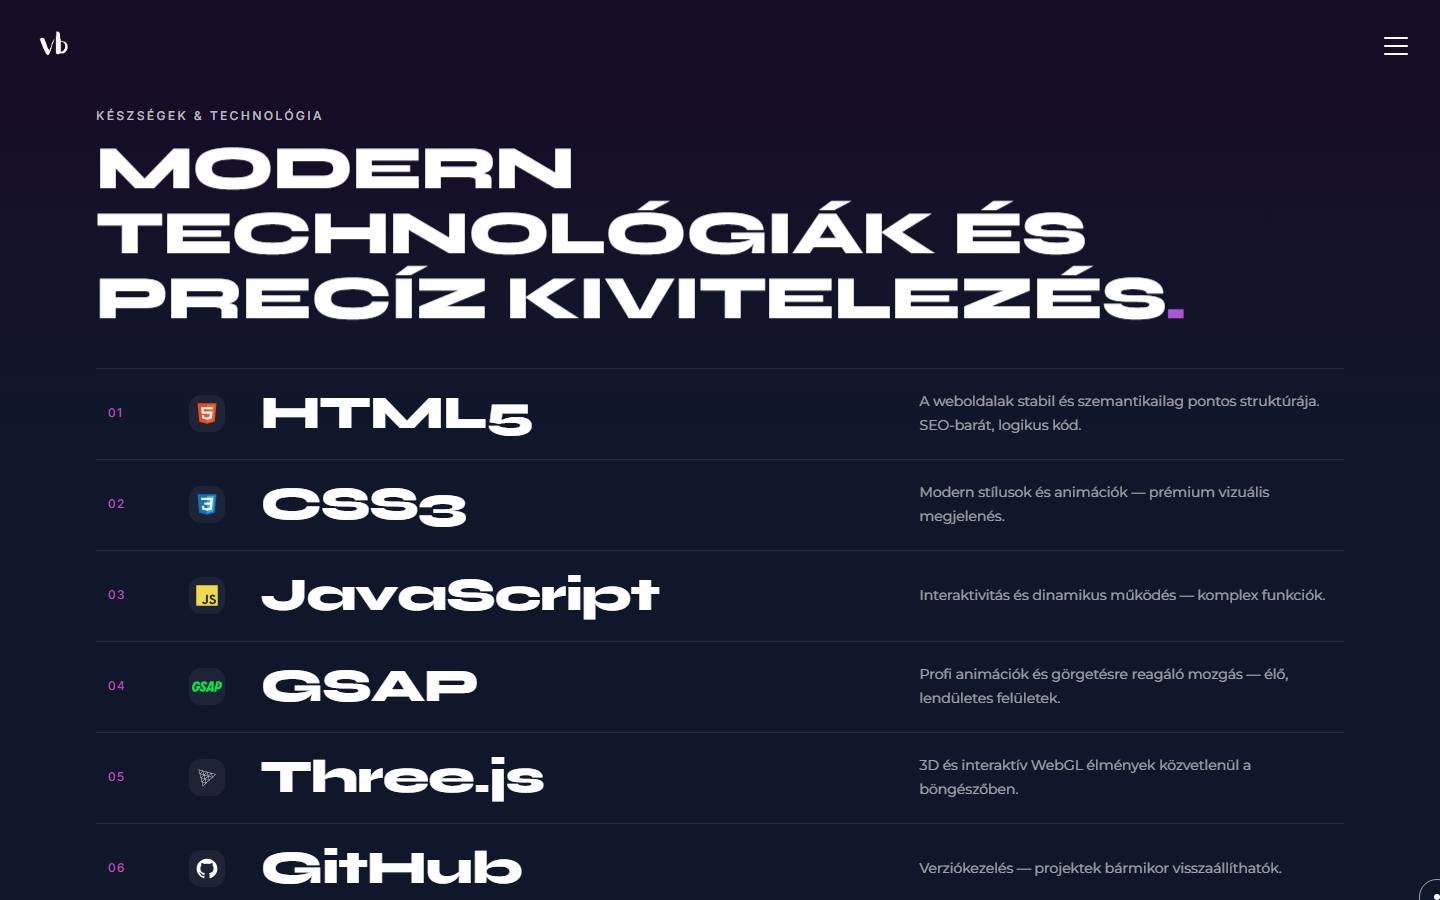 vb
KÉSZSÉGEK & TECHNOLÓGIA
MODERN
TECHNOLÓGIÁK ÉS
PRECÍZ KIVITELEZÉS.
01
5
HTML5
A weboldalak stabil és szemantikailag pontos struktúrája.
SEO-barát, logikus kód.
02
3
CSS3
Modern stílusok és animációk — prémium vizuális
megjelenés.
03
JS
JavaScript
Interaktivitás és dinamikus működés — komplex funkciók.
04
GSAP
GSAP
Profi animációk és görgetésre reagáló mozgás — élő,
lendületes felületek.
05
Three.js
3D és interaktív WebGL élmények közvetlenül a
böngészőben.
06
GitHub
Verziókezelés — projektek bármikor visszaállíthatók.